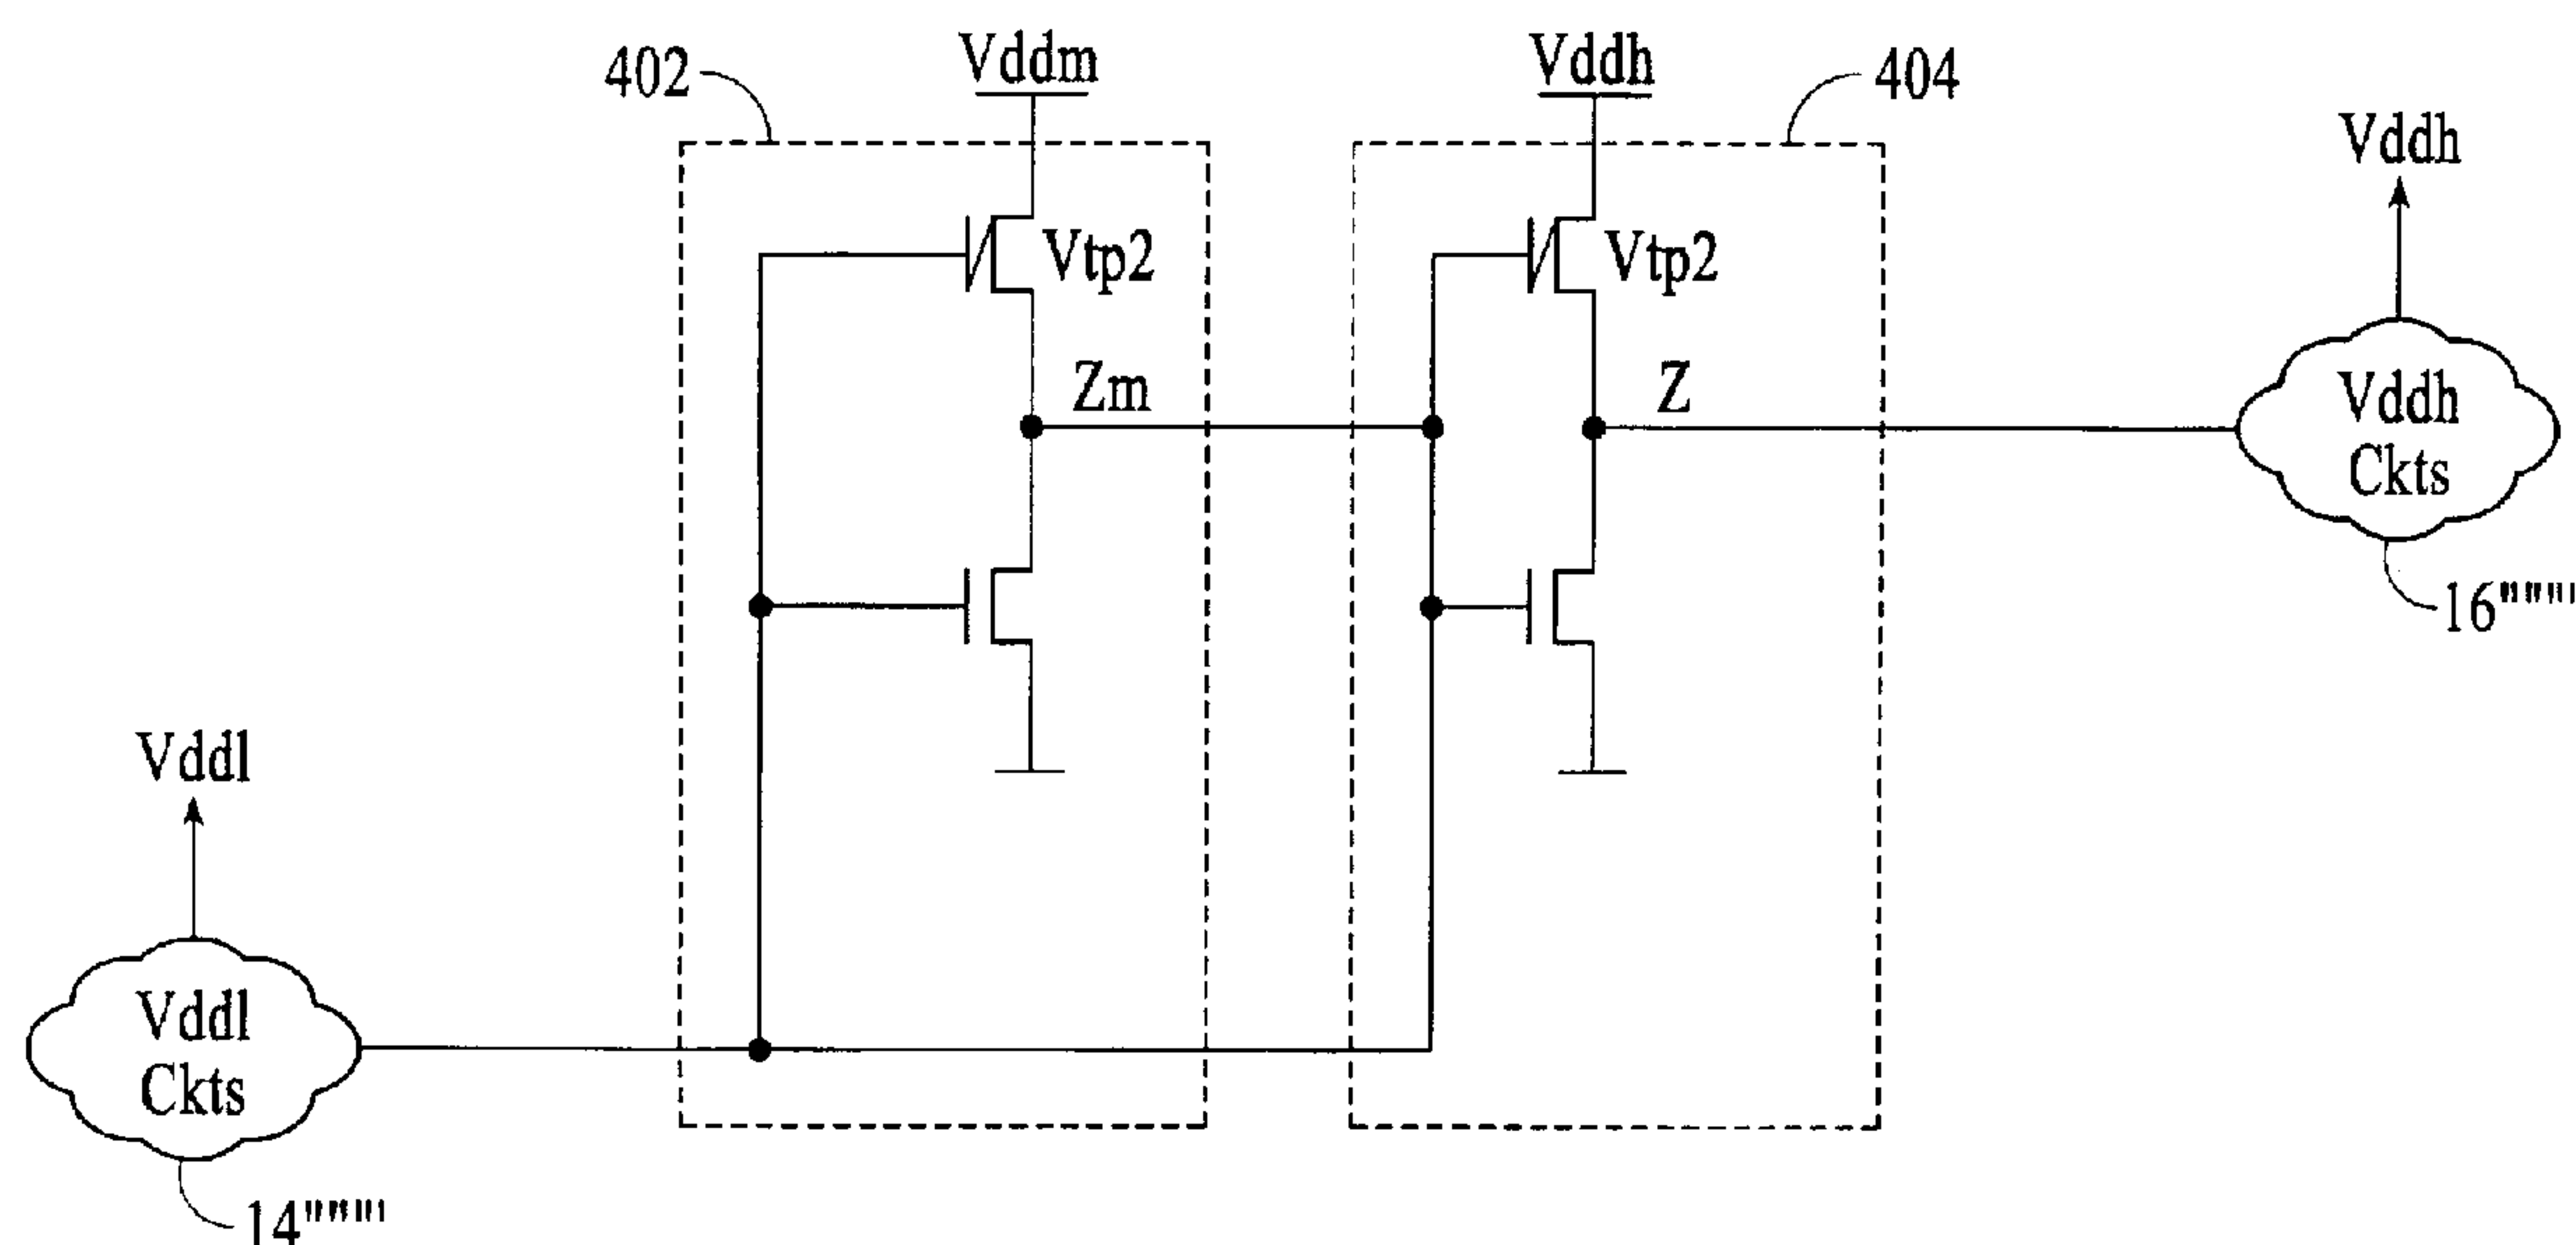 402
Vddm
Vddh
404
Vddh
Vtp2
Vtp2
Zm
Z
Vddh
Ckts
16""""'
Vddl
Vddl
Ckts
14""""'